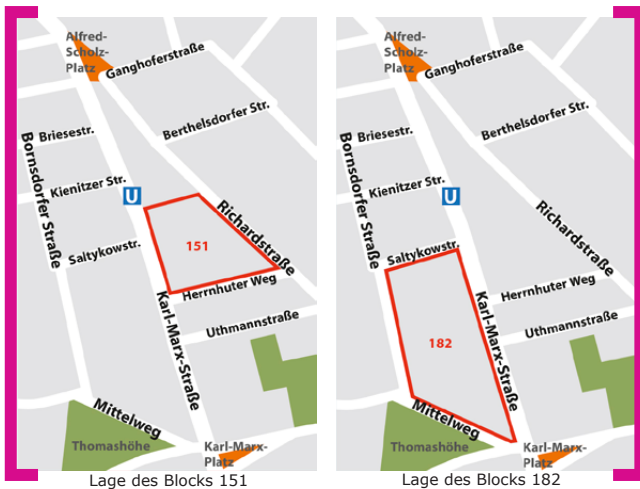 Alfred-
Scholz-
Platz
Ganghoferstraße
Briesestr.
Berthelsdorfer Str.
Bornsdorfer Straße
Kienitzer Str.
U
Richardstraße
151
Saltykowstr.
Herrnhuter Weg
Karl-Marx-Straße
Uthmannstraße
Mittelweg
Thomashöhe
Karl-Marx-
Platz
Lage des Blocks 151
Alfred-
Scholz-
Platz
Ganghoferstraße
Briesestr.
Berthelsdorfer Str.
Bornsdorfer Straße
Kienitzer Str.
U
Richardstraße
Saltykowstr.
Herrnhuter Weg
Karl-Marx-Straße
Uthmannstraße
182
Mittelweg
Thomashöhe
Karl-Marx-
Platz
Lage des Blocks 182